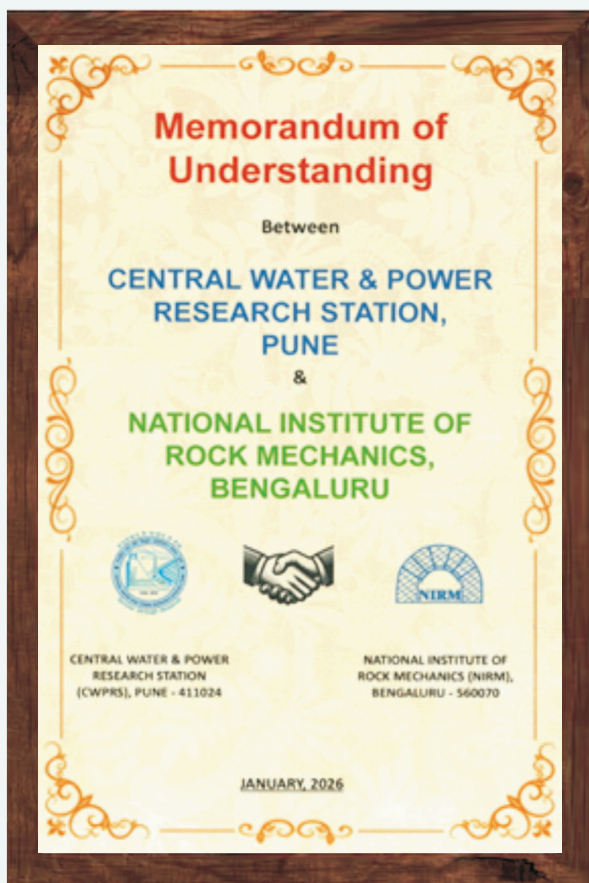 Memorandum of
Understanding
Between
CENTRAL WATER & POWER
RESEARCH STATION,
PUNE
&
NATIONAL INSTITUTE OF
ROCK MECHANICS,
BENGALURU
NIRM
CENTRAL WATER & POWER
RESEARCH STATION
(CWPRS), PUNE - 411024
NATIONAL INSTITUTE OF
ROCK MECHANICS (NIRM),
BENGALURU - 560070
JANUARY, 2026